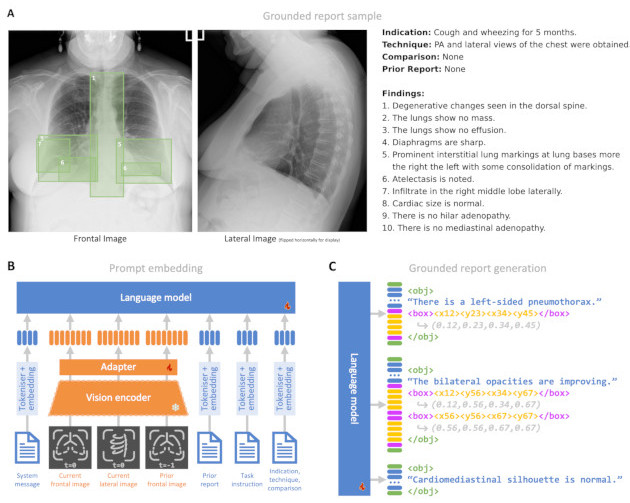 Grounded report sample
A
Indication: Cough and wheezing for 5 months.
Technique: PA and lateral views of the chest were obtained
Comparison: None
Prior Report: None
Findings:
1. Degenerative changes seen in the dorsal spine.
2. The lungs show no mass.
3. The lungs show no effusion.
4. Diaphragms are sharp.
5. Prominent interstitial lung markings at lung bases more
the right the left with some consolidation of markings.
6. Atelectasis is noted.
7. Infiltrate in the right middle lobe laterally.
8. Cardiac size is normal.
9. There is no hilar adenopathy.
10. There is no mediastinal adenopathy.
1
5
7
6
Frontal Image
Lateral Image (flipped horizontally for display)
B
Prompt embedding
Language model
Tokeniser + embedding
Adapter
Vision encoder
Tokeniser + embedding
Tokeniser + embedding
Tokeniser + embedding
t=0
t=0
t=-1
System message
Current frontal image
Current lateral image
Prior frontal image
Prior report
Task instruction
Indication, technique, comparison
C
Grounded report generation
Language model
<obj>
“There is a left-sided pneumothorax.”
<box><x12><y23><x34><y45></box>
(0.12,0.23,0.34,0.45)
</obj>
<obj>
“The bilateral opacities are improving.”
<box><x12><y56><x34><y67></box>
(0.12,0.56,0.34,0.67)
<box><x56><y56><x67><y67></box>
(0.56,0.56,0.67,0.67)
</obj>
<obj>
“Cardiomediastinal silhouette is normal.”
</obj>